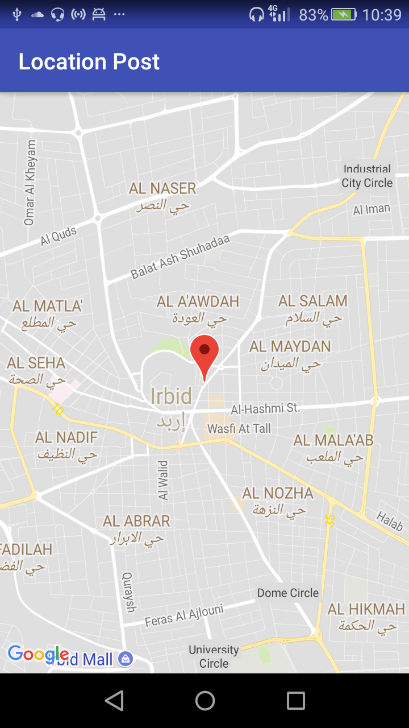 4G
83%
10:39
Location Post
Omar Al Kheyam
Industrial
City Circle
AL NASER
حي النصر
Al Iman
Al Quds
Balat Ash Shuhadaa
AL MATLA'
حي المطلع
AL A'AWDAH
حي العودة
AL SALAM
حي السلام
AL MAYDAN
حي الميدان
AL SEHA
حي الصحة
Irbid
إربد
Al-Hashmi St.
Wasfi At Tall
AL NADIF
حي النظيف
AL MALA'AB
حي الملعب
Al Walid
AL NOZHA
حي النزهة
AL ABRAR
حي الابرار
Halab
FADILAH
حي الفض
Quraysh
Dome Circle
Feras Al Ajlouni
AL HIKMAH
حي الحكمة
University
Circle
Google
bid Mall